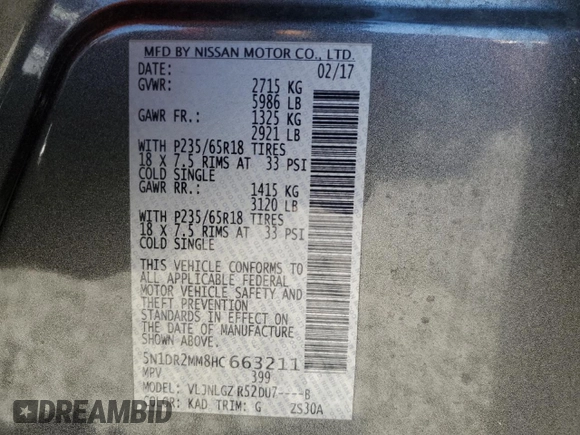 MFD BY NISSAN MOTOR CO., LTD.
DATE: 02/17
GVWR: 2715 KG
5986 LB
GAWR FR.: 1325 KG
2921 LB
WITH P235/65R18 TIRES
18 X 7.5 RIMS AT 33 PSI
COLD SINGLE
GAWR RR.: 1415 KG
3120 LB
WITH P235/65R18 TIRES
18 X 7.5 RIMS AT 33 PSI
COLD SINGLE
THIS VEHICLE CONFORMS TO
ALL APPLICABLE FEDERAL
MOTOR VEHICLE SAFETY AND
THEFT PREVENTION
STANDARDS IN EFFECT ON
THE DATE OF MANUFACTURE
SHOWN ABOVE.
5N1DR2MM8HC663211
MPV 399
MODEL: VLJNLGZ R52DU7----B
COLOR: KAD TRIM: G ZS30A
EPICVIN.COM